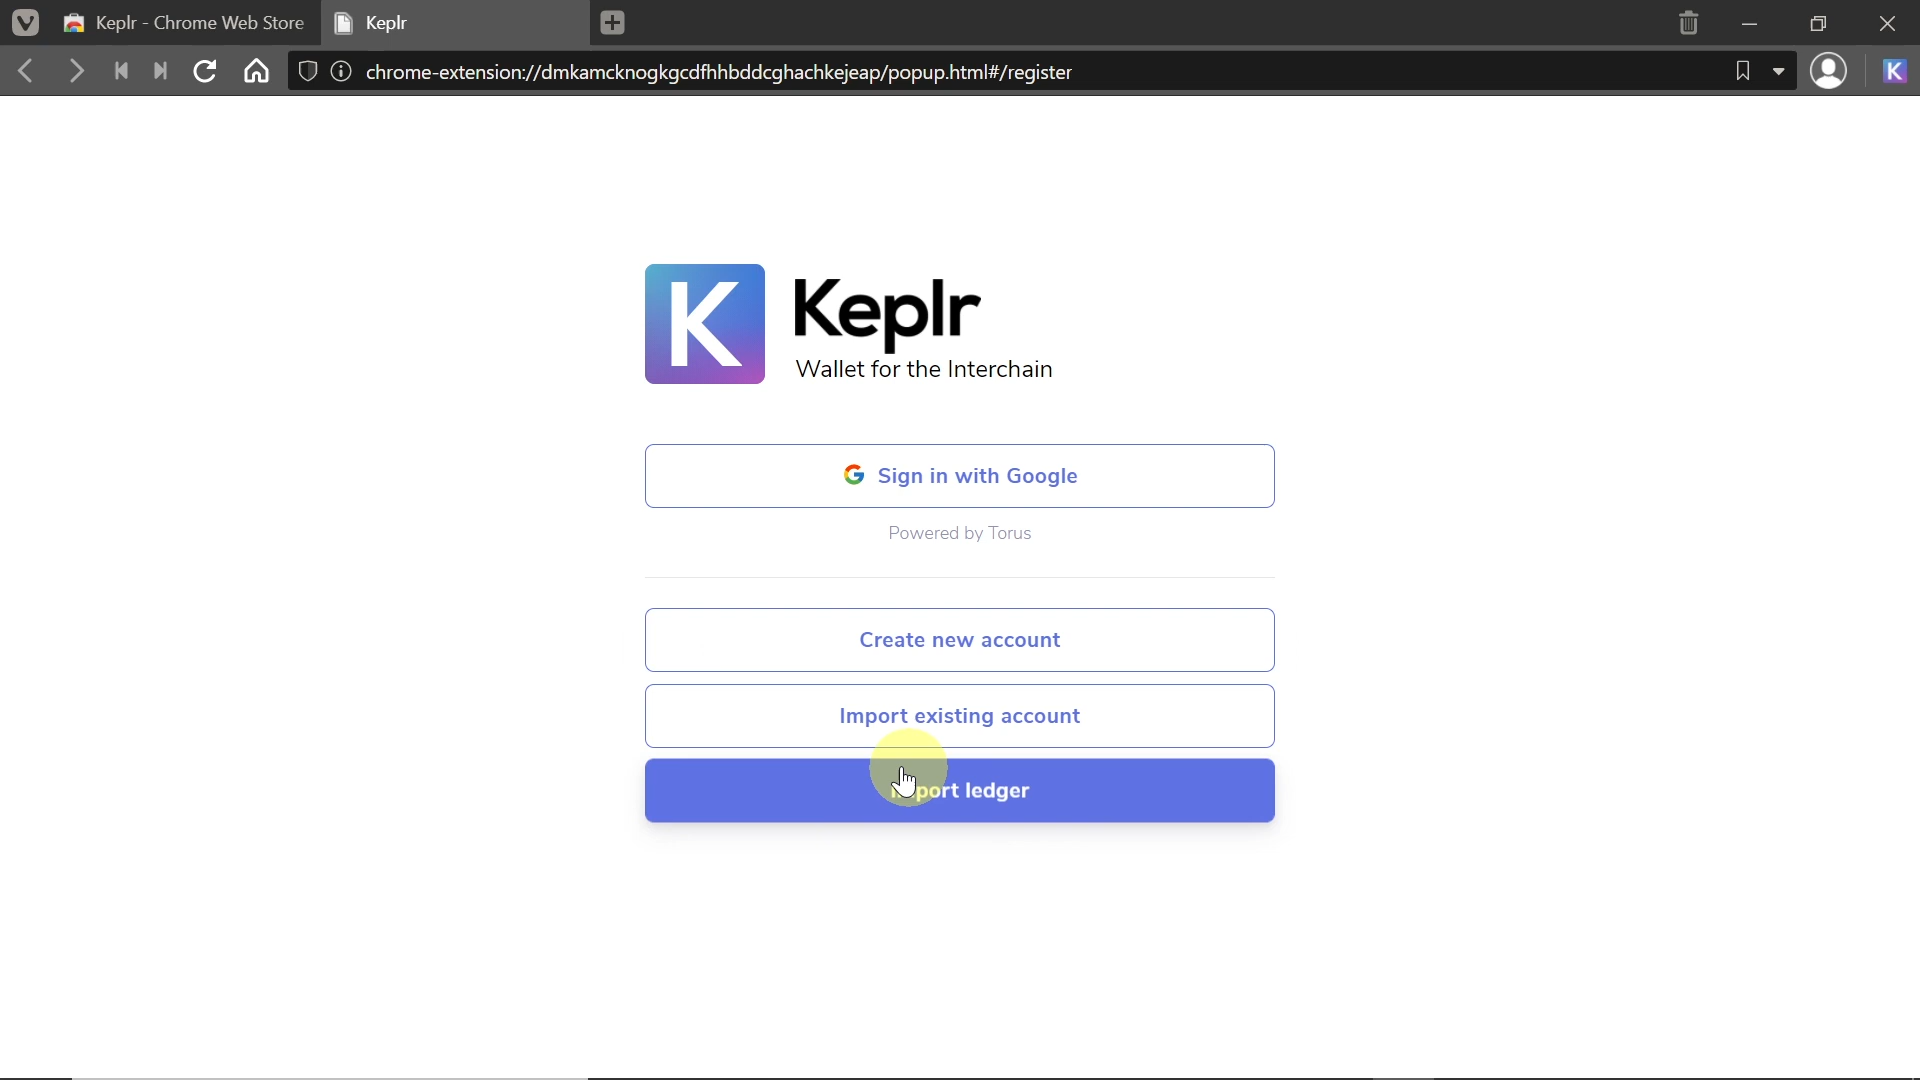 Keplr - Chrome Web Store
Keplr
chrome-extension://dmkamcknogkgcdfhhbddcghachkejeap/popup.html#/register
K
K
Keplr
Wallet for the Interchain
G Sign in with Google
Powered by Torus
Create new account
Import existing account
Import ledger